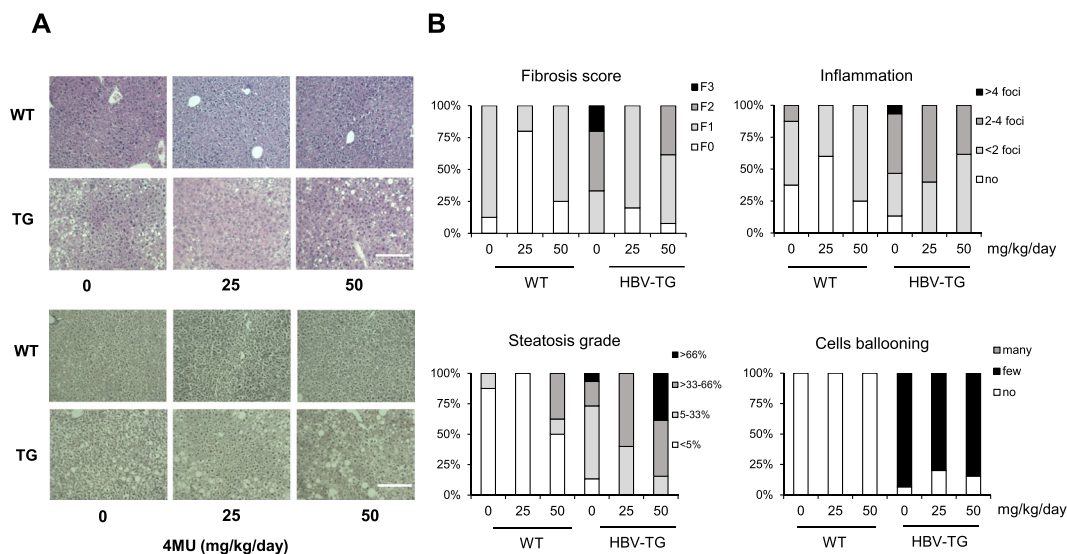 A
B
WT
TG
0 25 50
WT
TG
0 25 50
4MU (mg/kg/day)
Fibrosis score
100%
75%
50%
25%
0%
F3
F2
F1
F0
0 25 50 0 25 50
WT HBV-TG
Inflammation
100%
75%
50%
25%
0%
>4 foci
2-4 foci
<2 foci
no
0 25 50 0 25 50 mg/kg/day
WT HBV-TG
Steatosis grade
100%
75%
50%
25%
0%
>66%
>33-66%
5-33%
<5%
0 25 50 0 25 50
WT HBV-TG
Cells ballooning
100%
75%
50%
25%
0%
many
few
no
0 25 50 0 25 50 mg/kg/day
WT HBV-TG